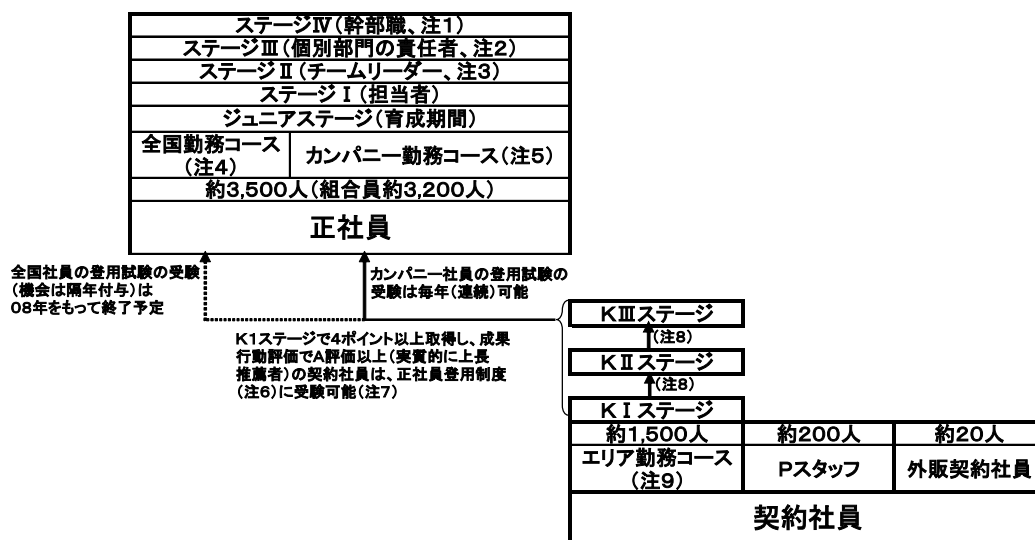 ステージⅣ(幹部職、注1)
ステージⅢ(個別部門の責任者、注2)
ステージⅡ(チームリーダー、注3)
ステージⅠ(担当者)
ジュニアステージ(育成期間)
全国勤務コース
(注4)
カンパニー勤務コース(注5)
約3,500人(組合員約3,200人)
正社員
全国社員の登用試験の受験
(機会は隔年付与)は
08年をもって終了予定
カンパニー社員の登用試験の
受験は毎年(連続)可能
K1ステージで4ポイント以上取得し、成果
行動評価でA評価以上(実質的に上長
推薦者)の契約社員は、正社員登用制度
(注6)に受験可能(注7)
KⅢステージ
(注8)
KⅡステージ
(注8)
KⅠステージ
約1,500人
約200人
約20人
エリア勤務コース
(注9)
Pスタッフ
外販契約社員
契約社員